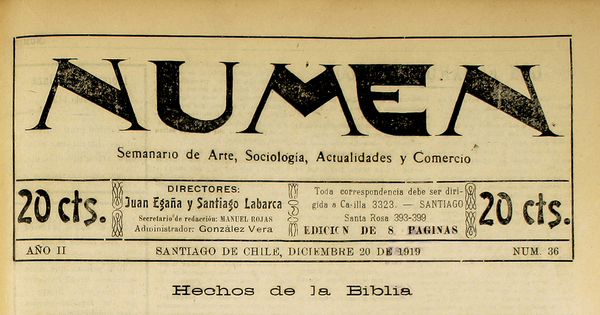 NUMEN
Semanario de Arte, Sociología, Actualidades y Comercio
20 cts.
DIRECTORES:
Juan Egaña y Santiago Labarca
Secretario de redacción: MANUEL ROJAS
Administrador: González Vera
Toda correspondencia debe ser diri-
gida a Casilla 3323. — SANTIAGO
Santa Rosa 393-399
EDICION DE 8 PAGINAS
20 cts.
AÑO II SANTIAGO DE CHILE, DICIEMBRE 20 DE 1919 NUM. 36
Hechos de la Biblia